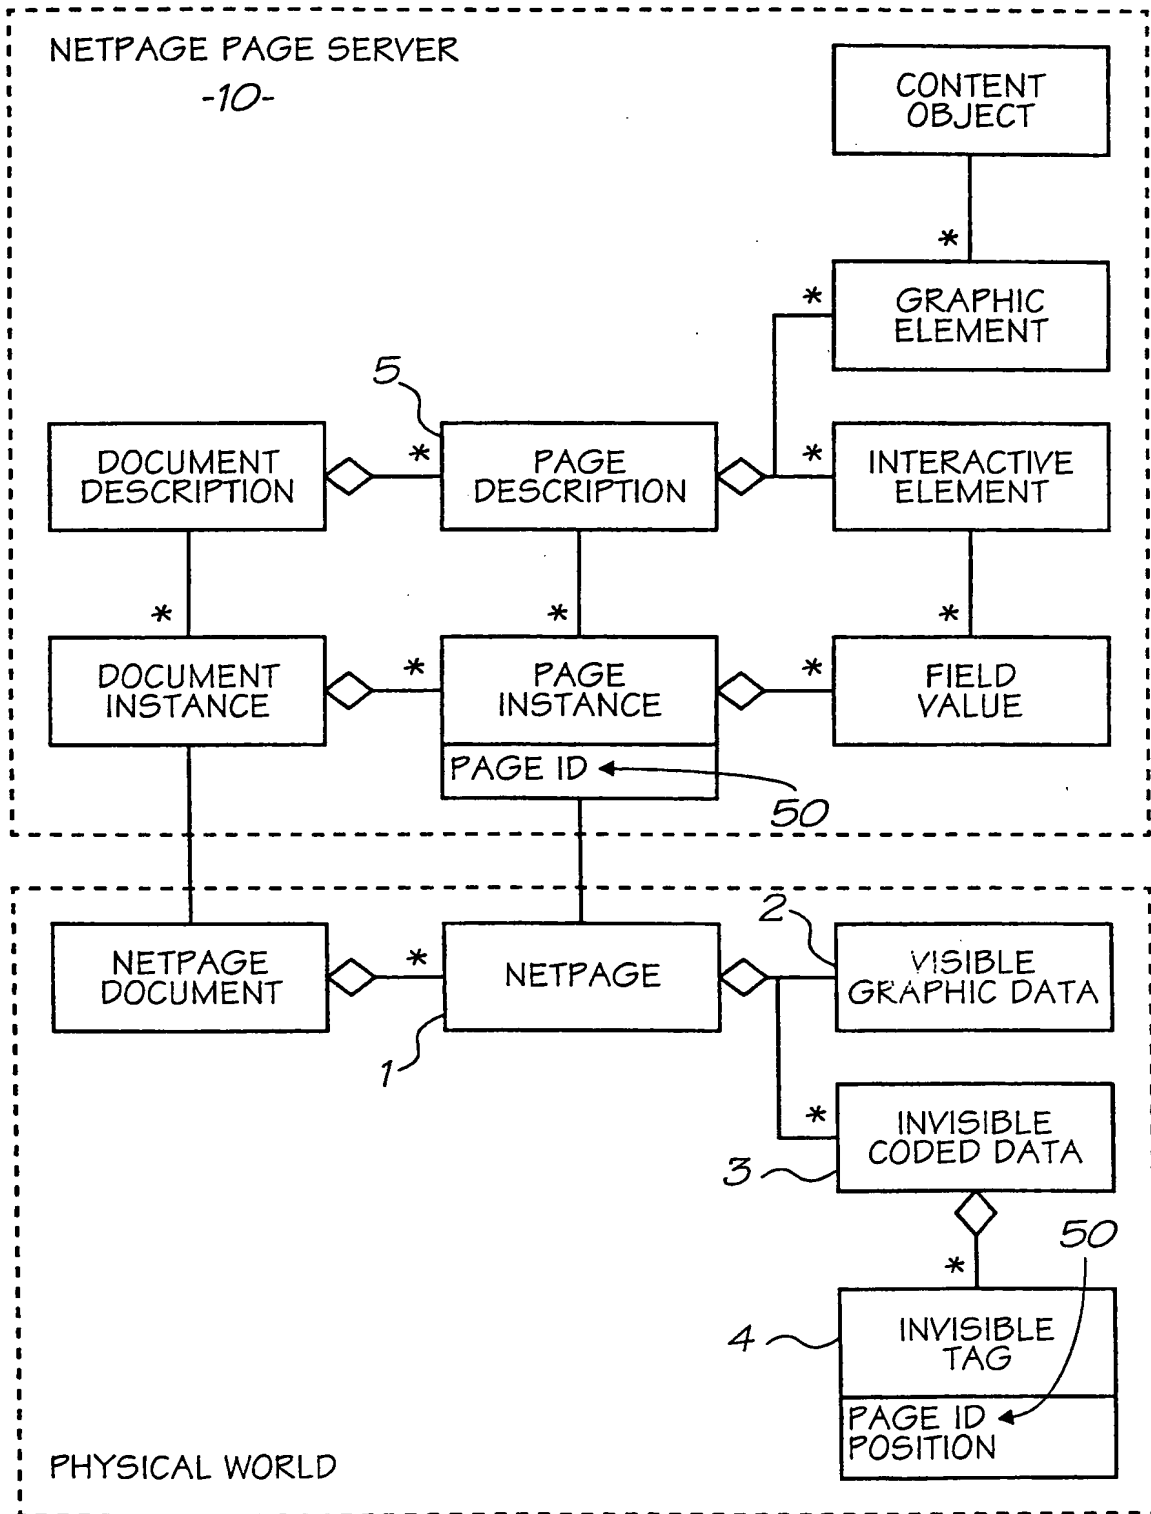 NETPAGE PAGE SERVER
-10-
CONTENT
OBJECT
*
*
GRAPHIC
ELEMENT
5
DOCUMENT
DESCRIPTION
*
PAGE
DESCRIPTION
*
INTERACTIVE
ELEMENT
*
*
*
DOCUMENT
INSTANCE
*
PAGE
INSTANCE
*
FIELD
VALUE
PAGE ID
50
NETPAGE
DOCUMENT
*
NETPAGE
1
2
VISIBLE
GRAPHIC DATA
*
INVISIBLE
CODED DATA
3
50
*
4
INVISIBLE
TAG
PAGE ID
POSITION
PHYSICAL WORLD